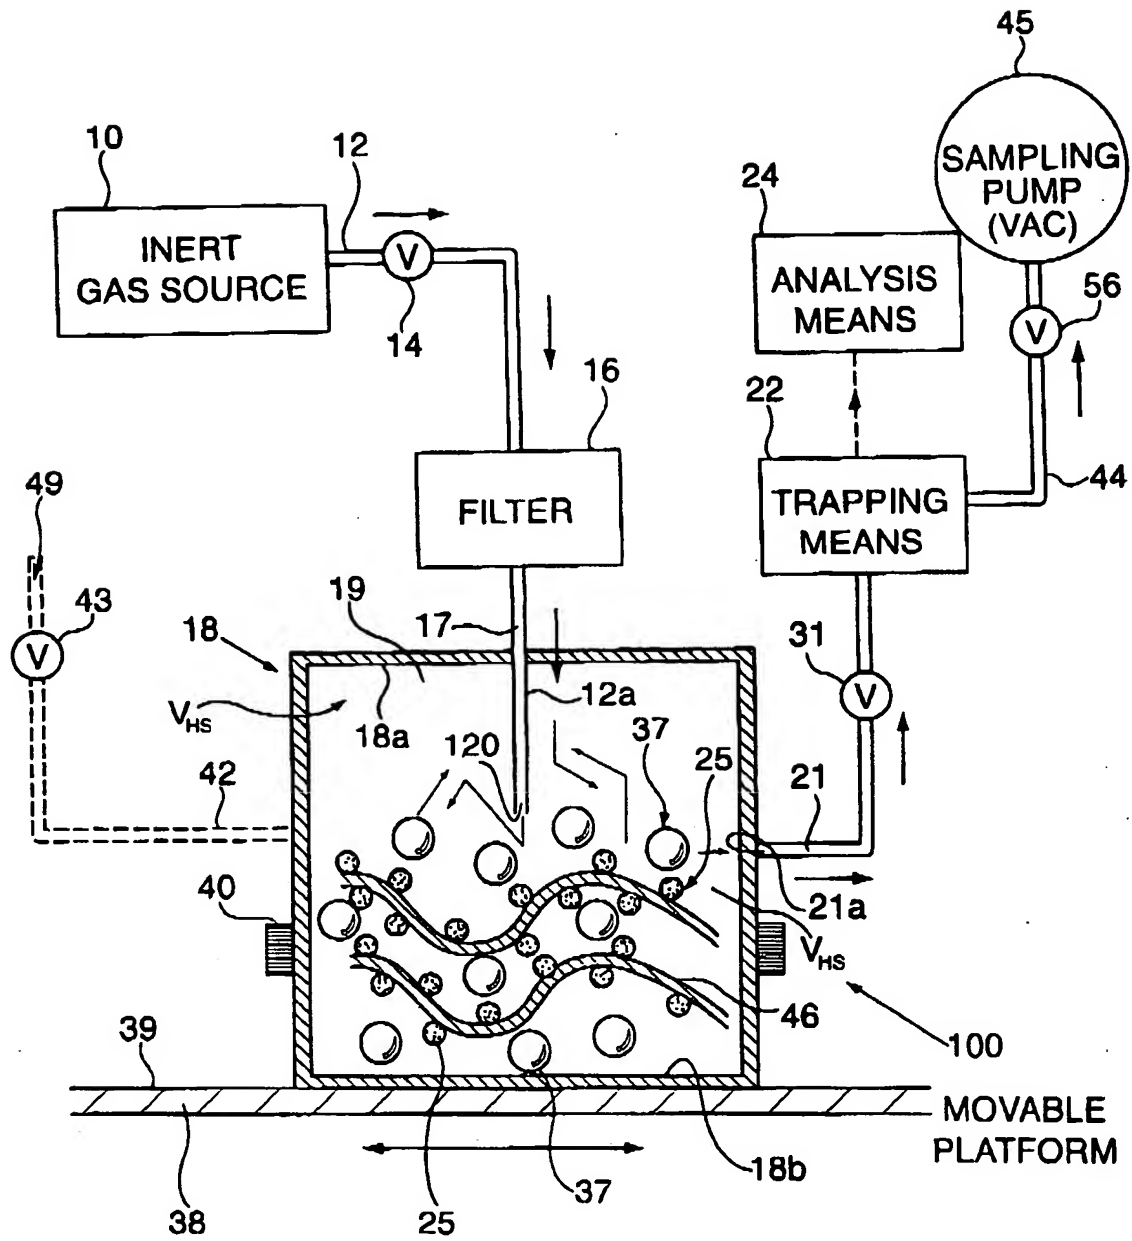 45
SAMPLING
PUMP
(VAC)
10
12
24
INERT
GAS SOURCE
V
14
ANALYSIS
MEANS
V
56
16
22
49
FILTER
TRAPPING
MEANS
44
43
19
17
18
V
31
V
12a
V_HS
18a
120
37
25
42
21
40
21a
V_HS
46
39
100
MOVABLE
PLATFORM
18b
38
25
37